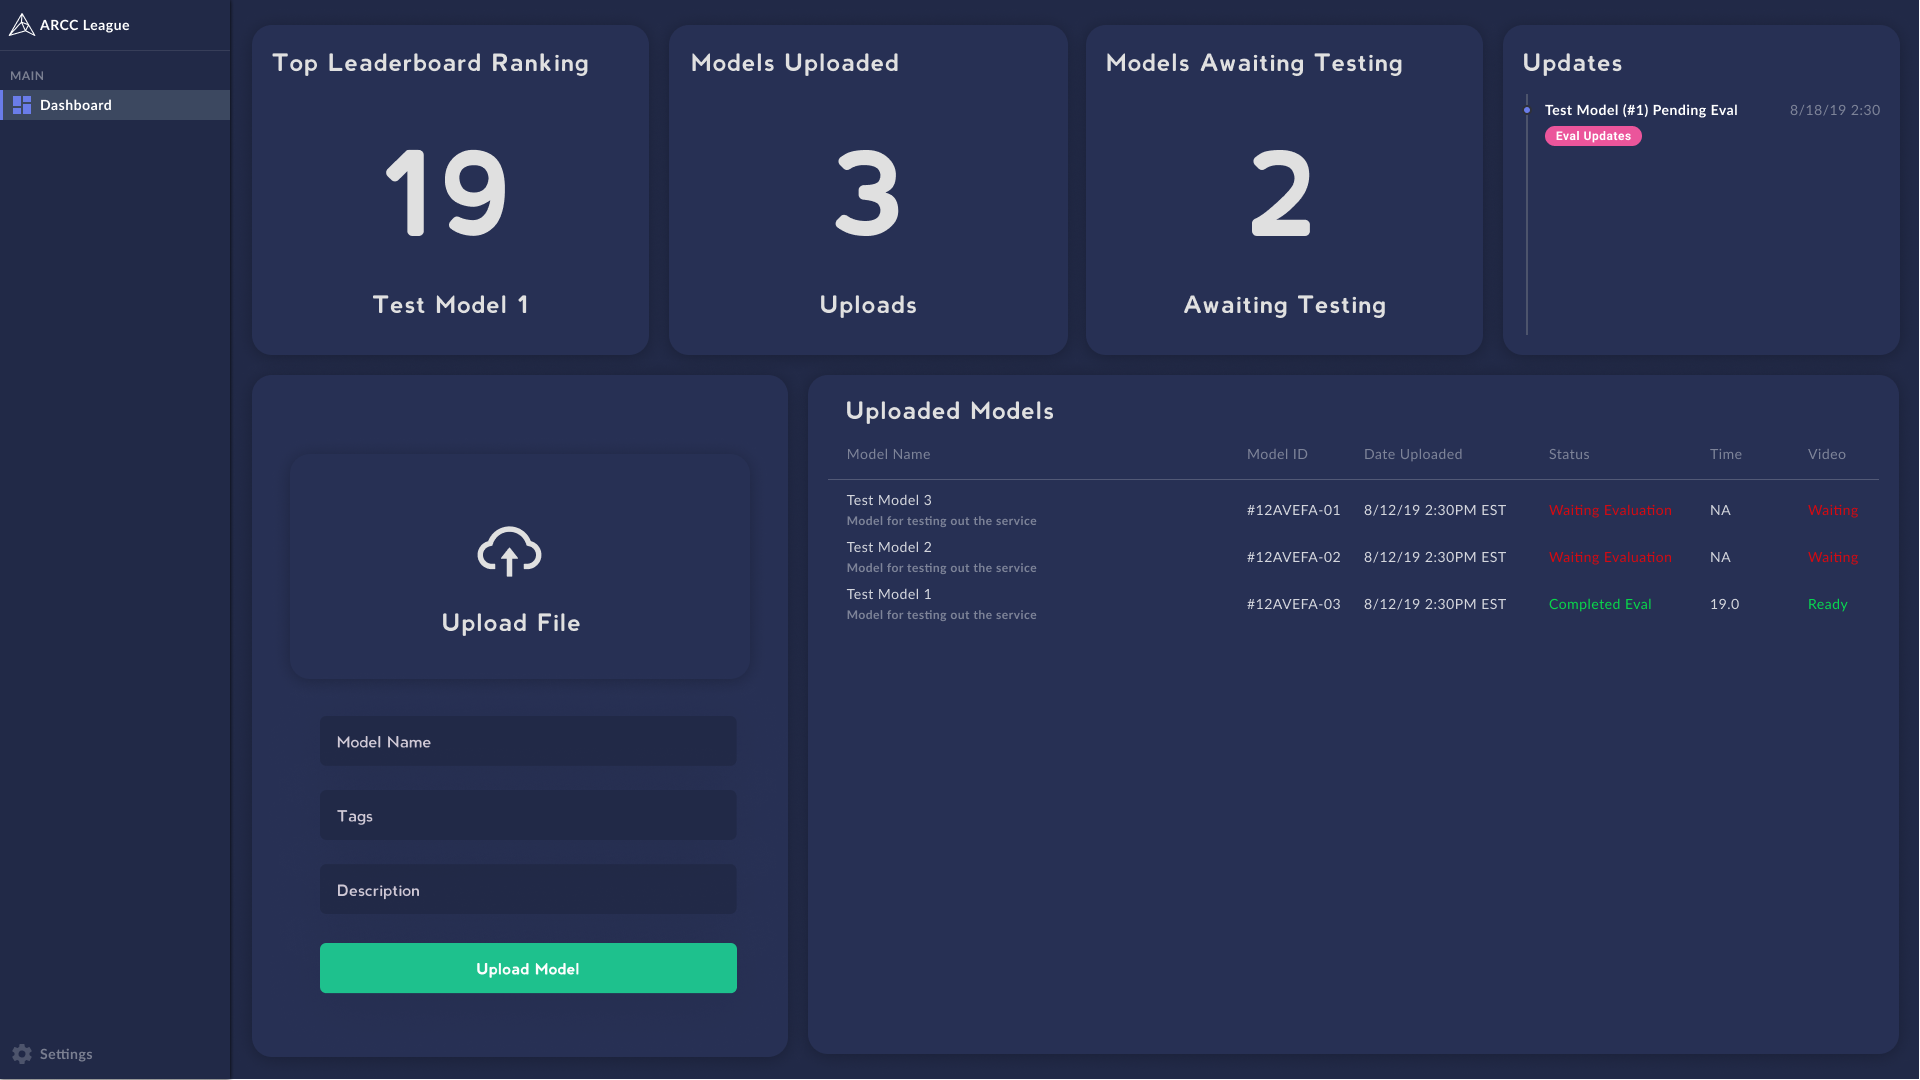 ARCC League
MAIN
Dashboard
Settings
Top Leaderboard Ranking
19
Test Model 1
Models Uploaded
3
Uploads
Models Awaiting Testing
2
Awaiting Testing
Updates
Test Model (#1) Pending Eval 8/18/19 2:30
Eval Updates
Upload File
Model Name
Tags
Description
Upload Model
Uploaded Models
Model Name Model ID Date Uploaded Status Time Video
Test Model 3
Model for testing out the service
#12AVEFA-01 8/12/19 2:30PM EST Waiting Evaluation NA Waiting
Test Model 2
Model for testing out the service
#12AVEFA-02 8/12/19 2:30PM EST Waiting Evaluation NA Waiting
Test Model 1
Model for testing out the service
#12AVEFA-03 8/12/19 2:30PM EST Completed Eval 19.0 Ready